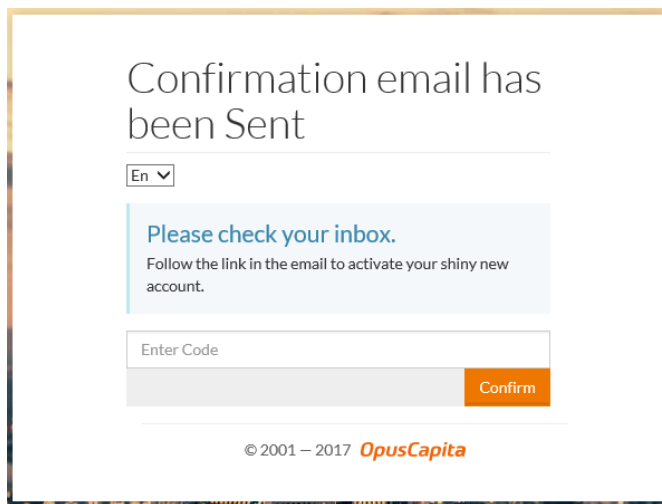 Confirmation email has
been Sent
En
Please check your inbox.
Follow the link in the email to activate your shiny new
account.
Enter Code
Confirm
© 2001 — 2017 OpusCapita